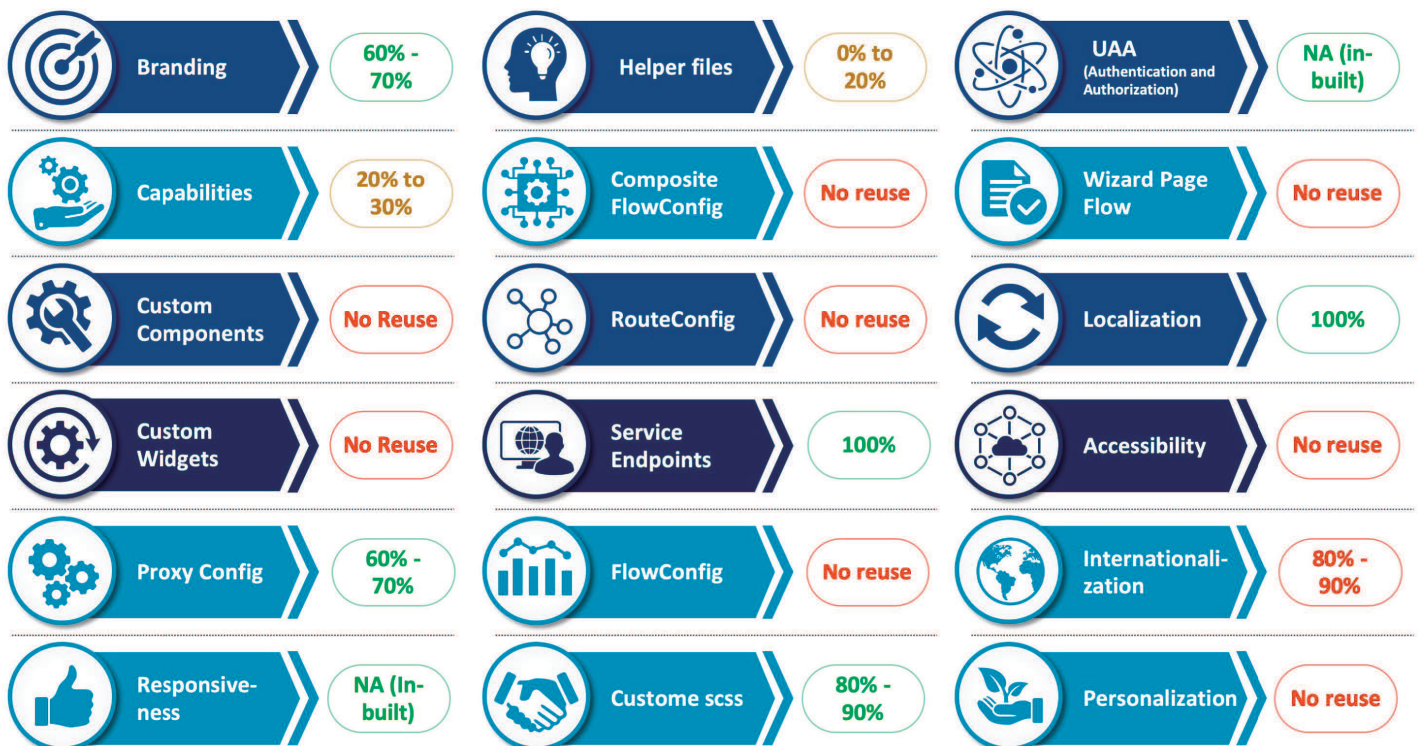 Branding
60% -
70%
Helper files
0% to
20%
UAA
(Authentication and
Authorization)
NA (in-
built)
Capabilities
20% to
30%
Composite
FlowConfig
No reuse
Wizard Page
Flow
No reuse
Custom
Components
No Reuse
RouteConfig
No reuse
Localization
100%
Custom
Widgets
No Reuse
Service
Endpoints
100%
Accessibility
No reuse
Proxy Config
60% -
70%
FlowConfig
No reuse
Internationali-
zation
80% -
90%
Responsive-
ness
NA (In-
built)
Custome scss
80% -
90%
Personalization
No reuse